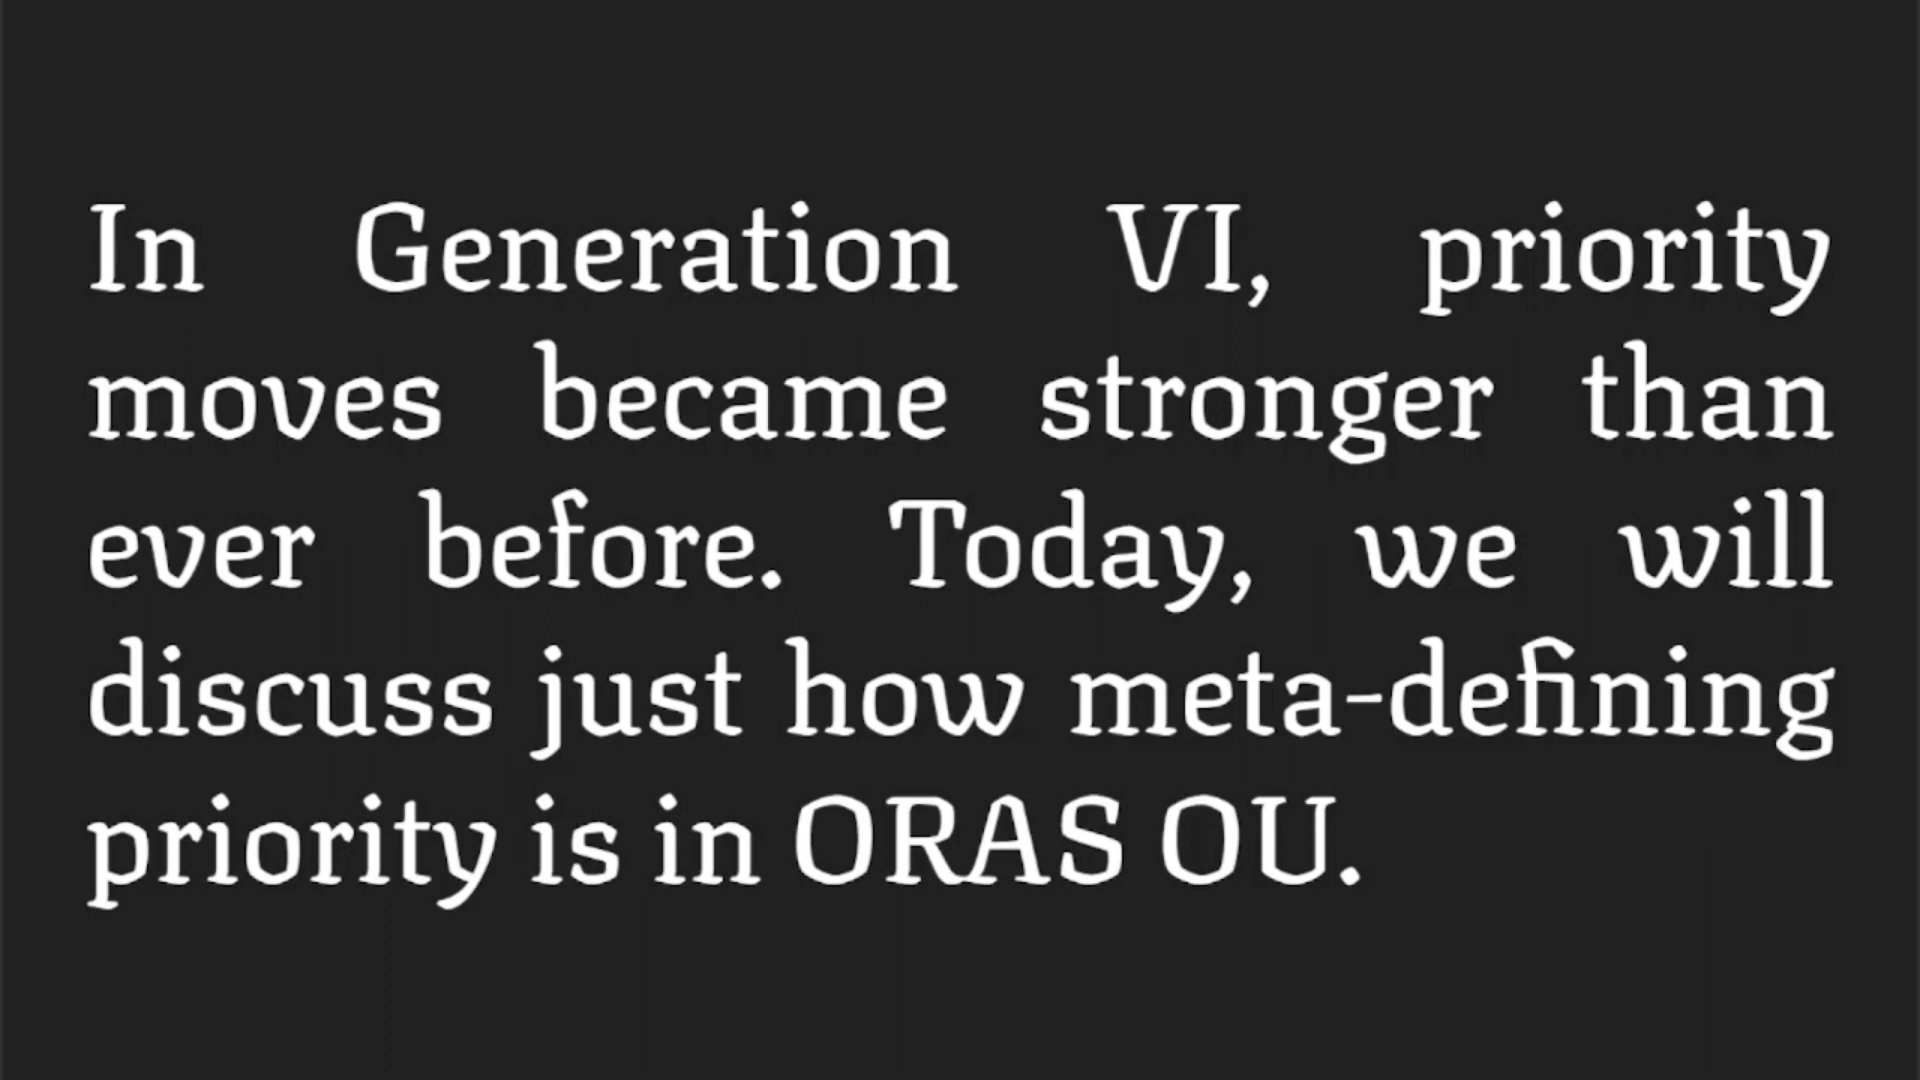 In Generation VI, priority
moves became stronger than
ever before. Today, we will
discuss just how meta-defining
priority is in ORAS OU.